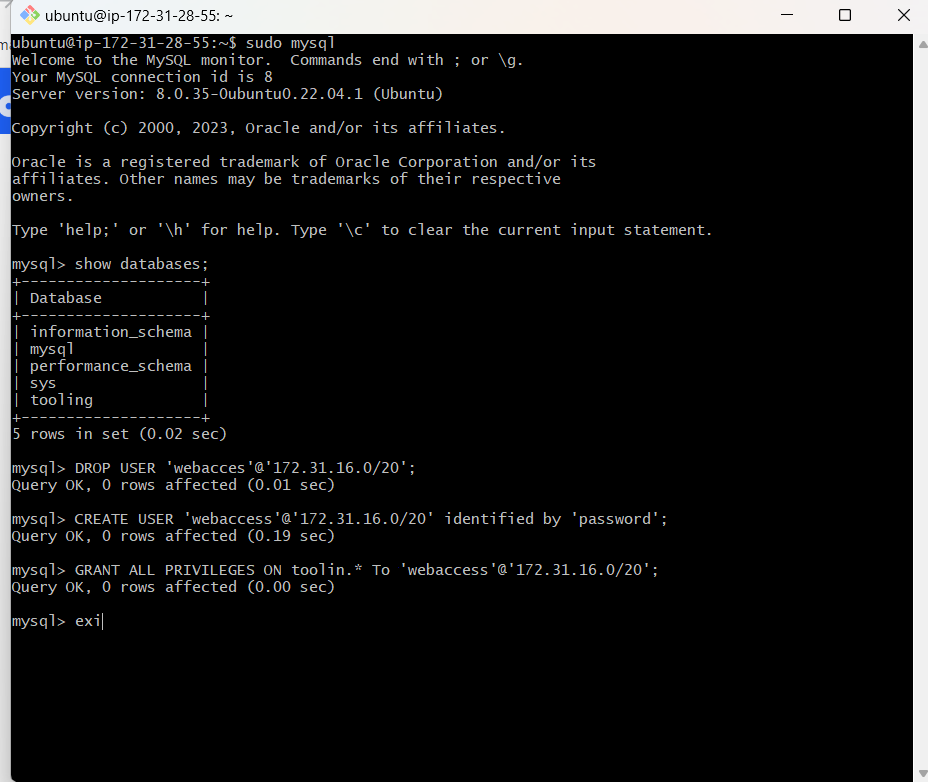 ubuntu@ip-172-31-28-55: ~
ubuntu@ip-172-31-28-55:~$ sudo mysql
Welcome to the MySQL monitor.  Commands end with ; or \g.
Your MySQL connection id is 8
Server version: 8.0.35-0ubuntu0.22.04.1 (Ubuntu)
Copyright (c) 2000, 2023, Oracle and/or its affiliates.
Oracle is a registered trademark of Oracle Corporation and/or its
affiliates. Other names may be trademarks of their respective
owners.
Type 'help;' or '\h' for help. Type '\c' to clear the current input statement.
mysql> show databases;
+--------------------+
| Database           |
+--------------------+
| information_schema |
| mysql              |
| performance_schema |
| sys                |
| tooling            |
+--------------------+
5 rows in set (0.02 sec)
mysql> DROP USER 'webacces'@'172.31.16.0/20';
Query OK, 0 rows affected (0.01 sec)
mysql> CREATE USER 'webaccess'@'172.31.16.0/20' identified by 'password';
Query OK, 0 rows affected (0.19 sec)
mysql> GRANT ALL PRIVILEGES ON toolin.* To 'webaccess'@'172.31.16.0/20';
Query OK, 0 rows affected (0.00 sec)
mysql> exi